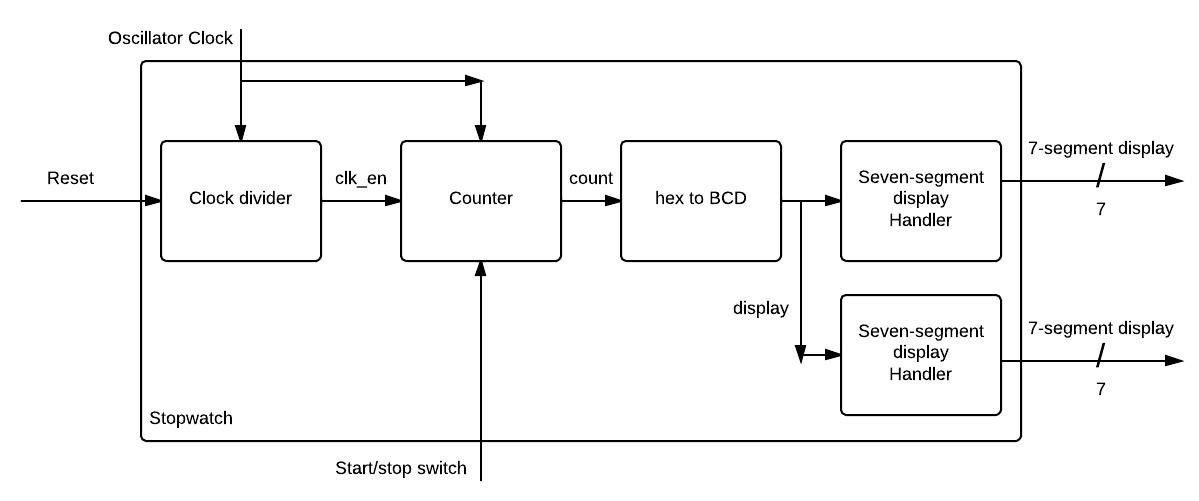 Oscillator Clock
Reset
Clock divider
clk_en
Counter
count
hex to BCD
Seven-segment
display
Handler
7-segment display
7
display
Seven-segment
display
Handler
7-segment display
7
Stopwatch
Start/stop switch